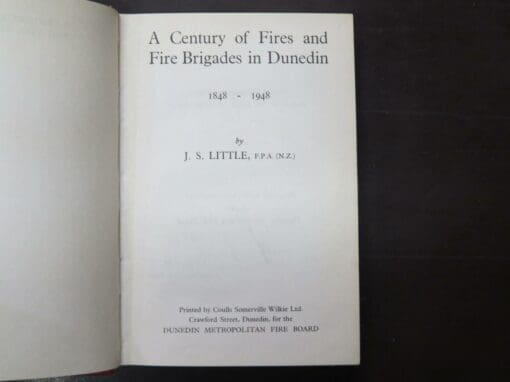 A Century of Fires and
Fire Brigades in Dunedin
1848 - 1948
by
J. S. LITTLE, F.P.A. (N.Z.)
Printed by Coulls Somerville Wilkie Ltd.
Crawford Street, Dunedin, for the
DUNEDIN METROPOLITAN FIRE BOARD